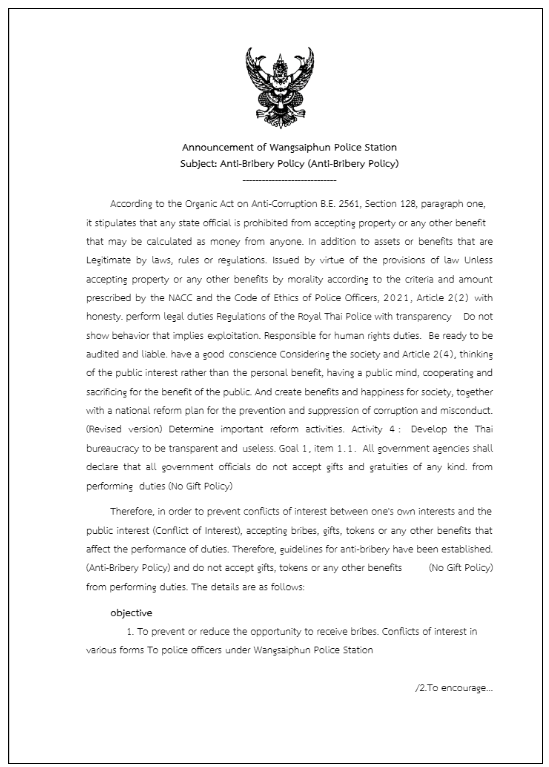 Announcement of Wangsaiphun Police Station
Subject: Anti-Bribery Policy (Anti-Bribery Policy)
------------------------------
According to the Organic Act on Anti-Corruption B.E. 2561, Section 128, paragraph one,
it stipulates that any state official is prohibited from accepting property or any other benefit
that may be calculated as money from anyone. In addition to assets or benefits that are
Legitimate by laws, rules or regulations. Issued by virtue of the provisions of law Unless
accepting property or any other benefits by morality according to the criteria and amount
prescribed by the NACC and the Code of Ethics of Police Officers, 2021, Article 2(2) with
honesty. perform legal duties Regulations of the Royal Thai Police with transparency Do not
show behavior that implies exploitation. Responsible for human rights duties. Be ready to be
audited and liable. have a good conscience Considering the society and Article 2(4), thinking
of the public interest rather than the personal benefit, having a public mind, cooperating and
sacrificing for the benefit of the public. And create benefits and happiness for society, together
with a national reform plan for the prevention and suppression of corruption and misconduct.
(Revised version) Determine important reform activities. Activity 4 : Develop the Thai
bureaucracy to be transparent and useless. Goal 1, item 1.1. All government agencies shall
declare that all government officials do not accept gifts and gratuities of any kind. from
performing duties (No Gift Policy)
Therefore, in order to prevent conflicts of interest between one's own interests and the
public interest (Conflict of Interest), accepting bribes, gifts, tokens or any other benefits that
affect the performance of duties. Therefore, guidelines for anti-bribery have been established.
(Anti-Bribery Policy) and do not accept gifts, tokens or any other benefits (No Gift Policy)
from performing duties. The details are as follows:
objective
1. To prevent or reduce the opportunity to receive bribes. Conflicts of interest in
various forms To police officers under Wangsaiphun Police Station
/2.To encourage...